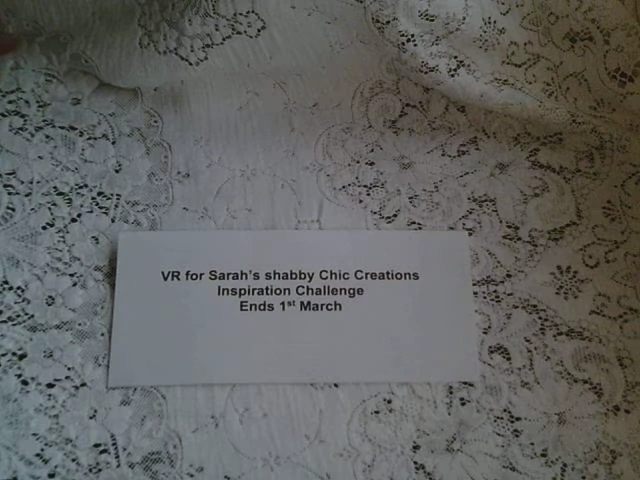 VR for Sarah's shabby Chic Creations
Inspiration Challenge
Ends 1st March